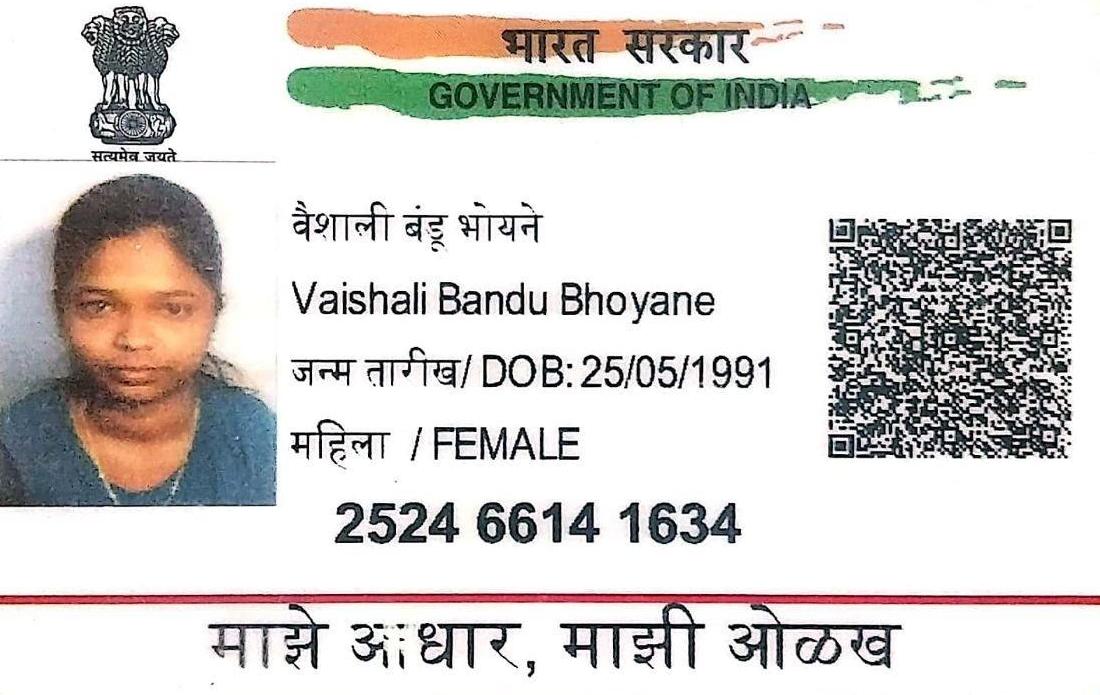 भारत सरकार
GOVERNMENT OF INDIA
सत्यमेव जयते
वैशाली बंडू भोयने
Vaishali Bandu Bhoyane
जन्म तारीख/ DOB: 25/05/1991
महिला / FEMALE
2524 6614 1634
माझे आधार, माझी ओळख